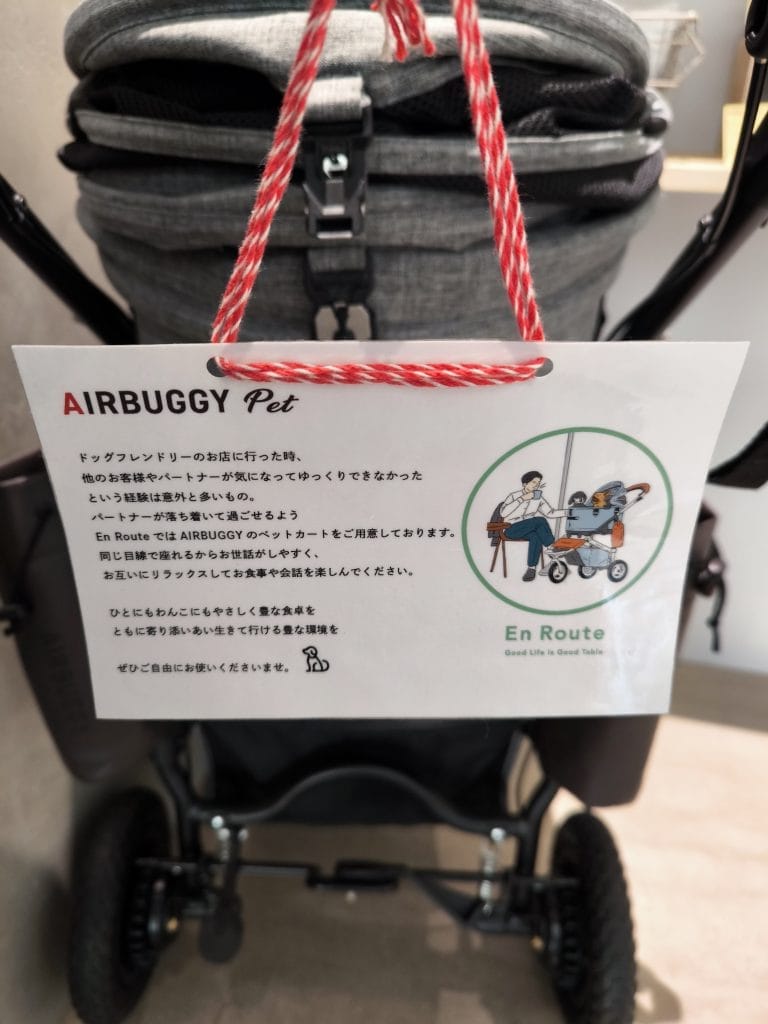 AIRBUGGY Pet
ドッグフレンドリーのお店に行った時、
他のお客様やパートナーが気になってゆっくりできなかった
という経験は意外と多いもの。
パートナーが落ち着いて過ごせるよう
En Route では AIRBUGGY のペットカートをご用意しております。
同じ目線で座れるからお世話がしやすく、
お互いにリラックスしてお食事や会話を楽しんでください。
ひとにもわんこにもやさしく豊な食卓を
ともに寄り添いあい生きて行ける豊な環境を
ぜひご自由にお使いくださいませ。
En Route
Good Life is Good Table